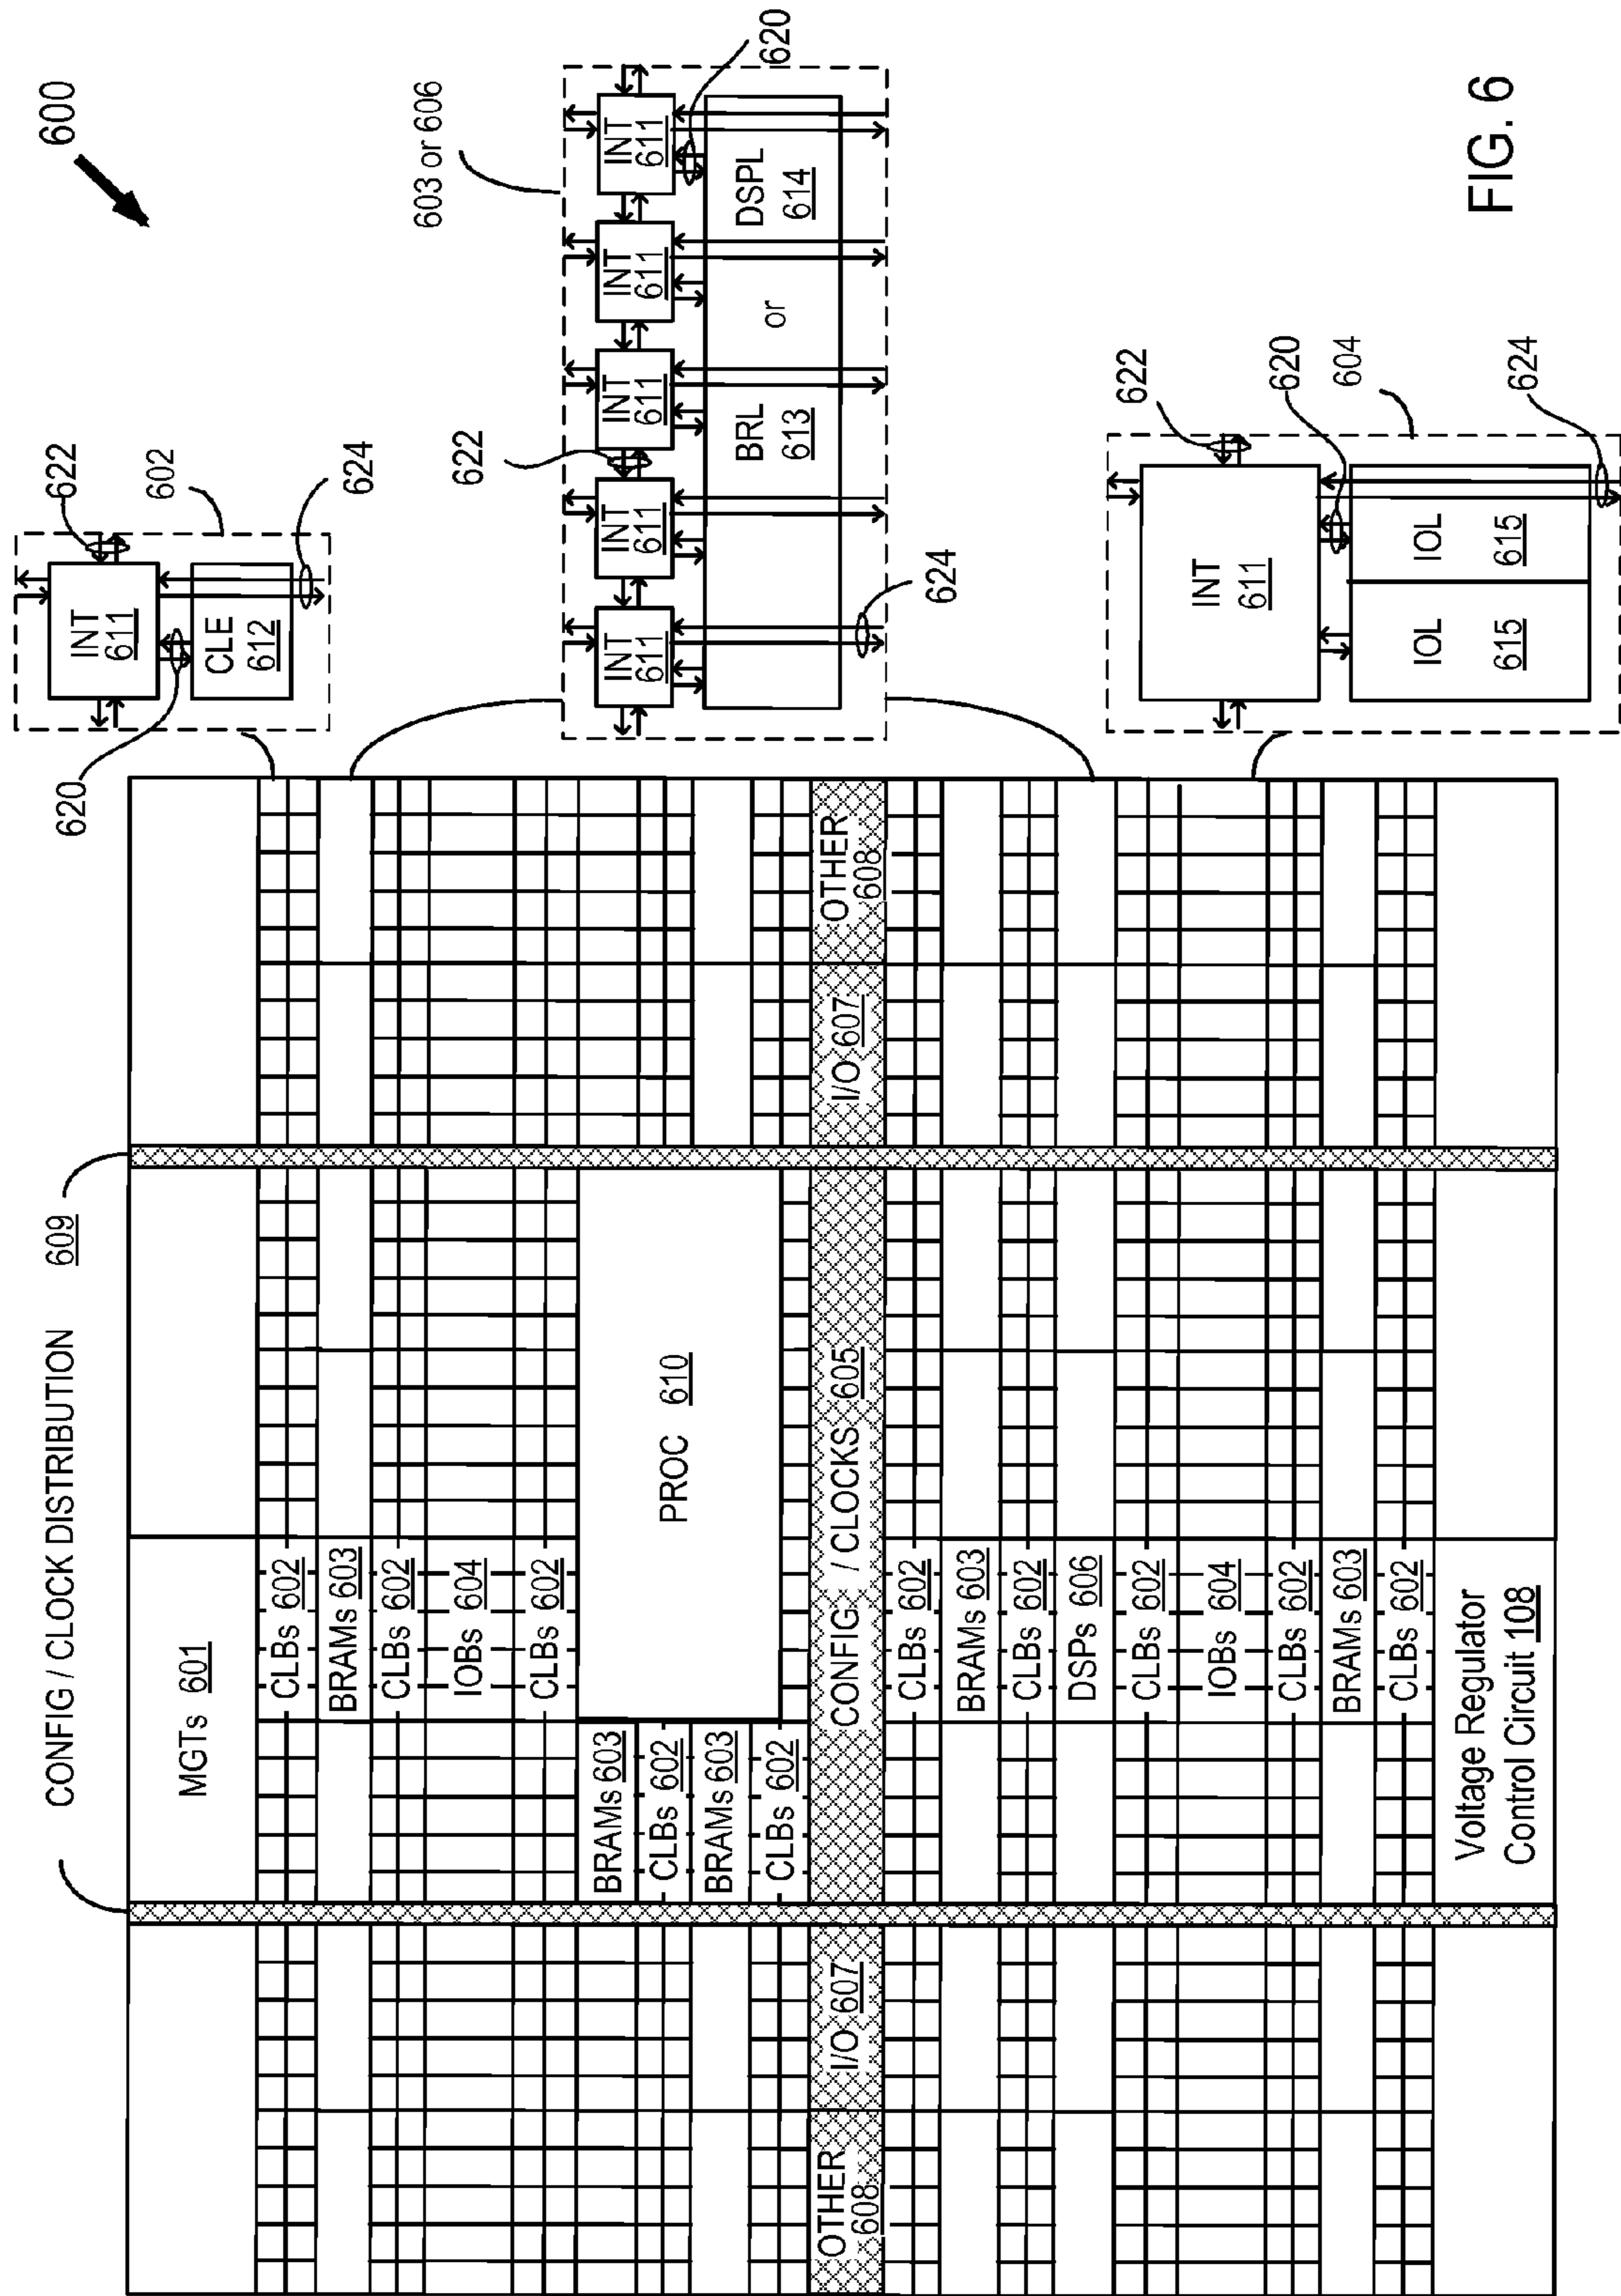 600
CONFIG / CLOCK DISTRIBUTION 609
MGTs 601
CLBs 602
BRAMs 603
CLBs 602
IOBs 604
CLBs 602
BRAMs 603
CLBs 602
BRAMs 603
CLBs 602
PROC 610
OTHER
608
I/O 607
CONFIG / CLOCKS 605
I/O 607
OTHER
608
CLBs 602
BRAMs 603
CLBs 602
DSPs 606
CLBs 602
IOBs 604
CLBs 602
BRAMs 603
CLBs 602
Voltage Regulator
Control Circuit 108
620
INT
611
CLE
612
622
602
624
603 or 606
INT
611
INT
611
INT
611
INT
611
INT
611
622
620
BRL
613
or
DSPL
614
624
INT
611
IOL
615
IOL
615
622
620
604
624
FIG. 6